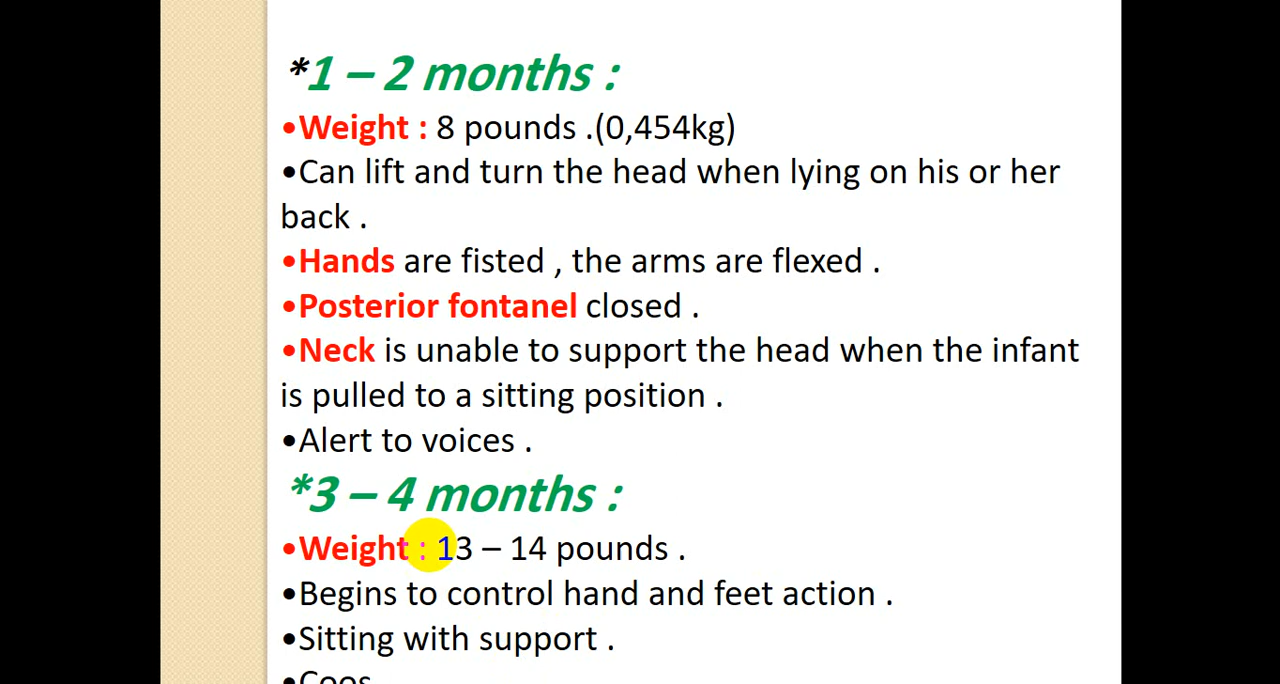 *1 – 2 months :
•Weight : 8 pounds .(0,454kg)
•Can lift and turn the head when lying on his or her
back .
•Hands are fisted , the arms are flexed .
•Posterior fontanel closed .
•Neck is unable to support the head when the infant
is pulled to a sitting position .
•Alert to voices .
*3 – 4 months :
•Weight : 13 – 14 pounds .
•Begins to control hand and feet action .
•Sitting with support .
•Coos